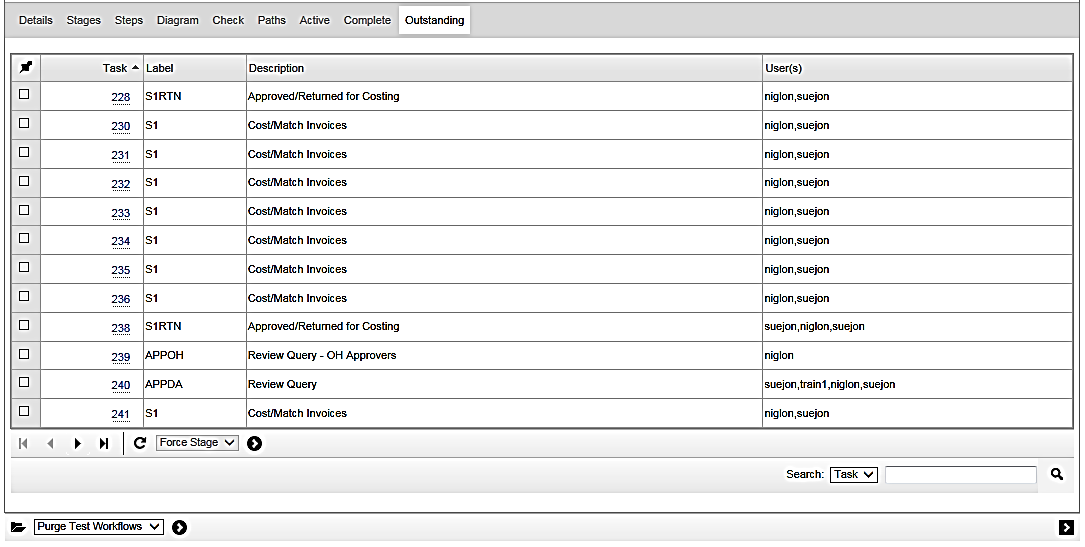 Details Stages Steps Diagram Check Paths Active Complete Outstanding
Task Label Description User(s)
228 S1RTN Approved/Returned for Costing niglon,suejon
230 S1 Cost/Match Invoices niglon,suejon
231 S1 Cost/Match Invoices niglon,suejon
232 S1 Cost/Match Invoices niglon,suejon
233 S1 Cost/Match Invoices niglon,suejon
234 S1 Cost/Match Invoices niglon,suejon
235 S1 Cost/Match Invoices niglon,suejon
236 S1 Cost/Match Invoices niglon,suejon
238 S1RTN Approved/Returned for Costing suejon,niglon,suejon
239 APPOH Review Query - OH Approvers niglon
240 APPDA Review Query suejon,train1,niglon,suejon
241 S1 Cost/Match Invoices niglon,suejon
Force Stage
Search: Task
Purge Test Workflows